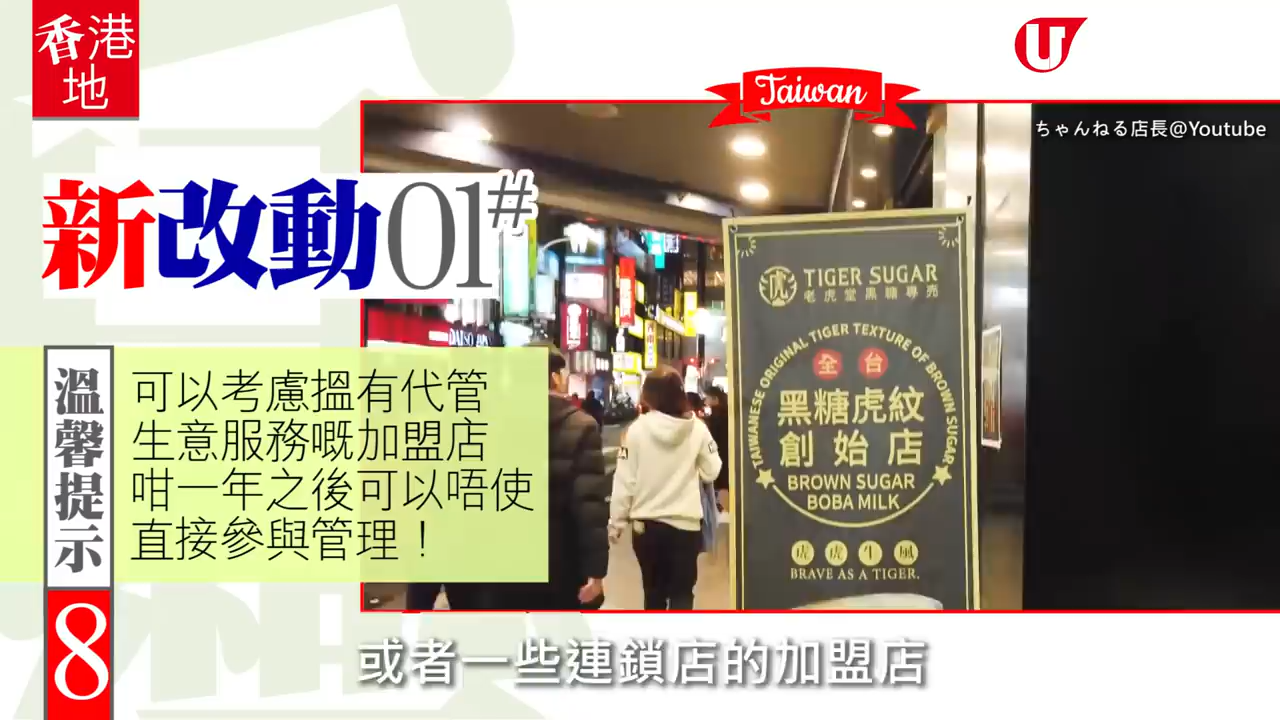 香港
地
Taiwan
ちゃんねる店長@Youtube
新改動01#
TIGER SUGAR
老虎堂黑糖專売
TAIWANESE ORIGINAL TIGER TEXTURE OF BROWN SUGAR
全台
黑糖虎紋
創始店
BROWN SUGAR
BOBA MILK
虎虎生風
BRAVE AS A TIGER.
DAISO
溫馨提示
8
可以考慮搵有代管
生意服務嘅加盟店
咁一年之後可以唔使
直接參與管理！
或者一些連鎖店的加盟店